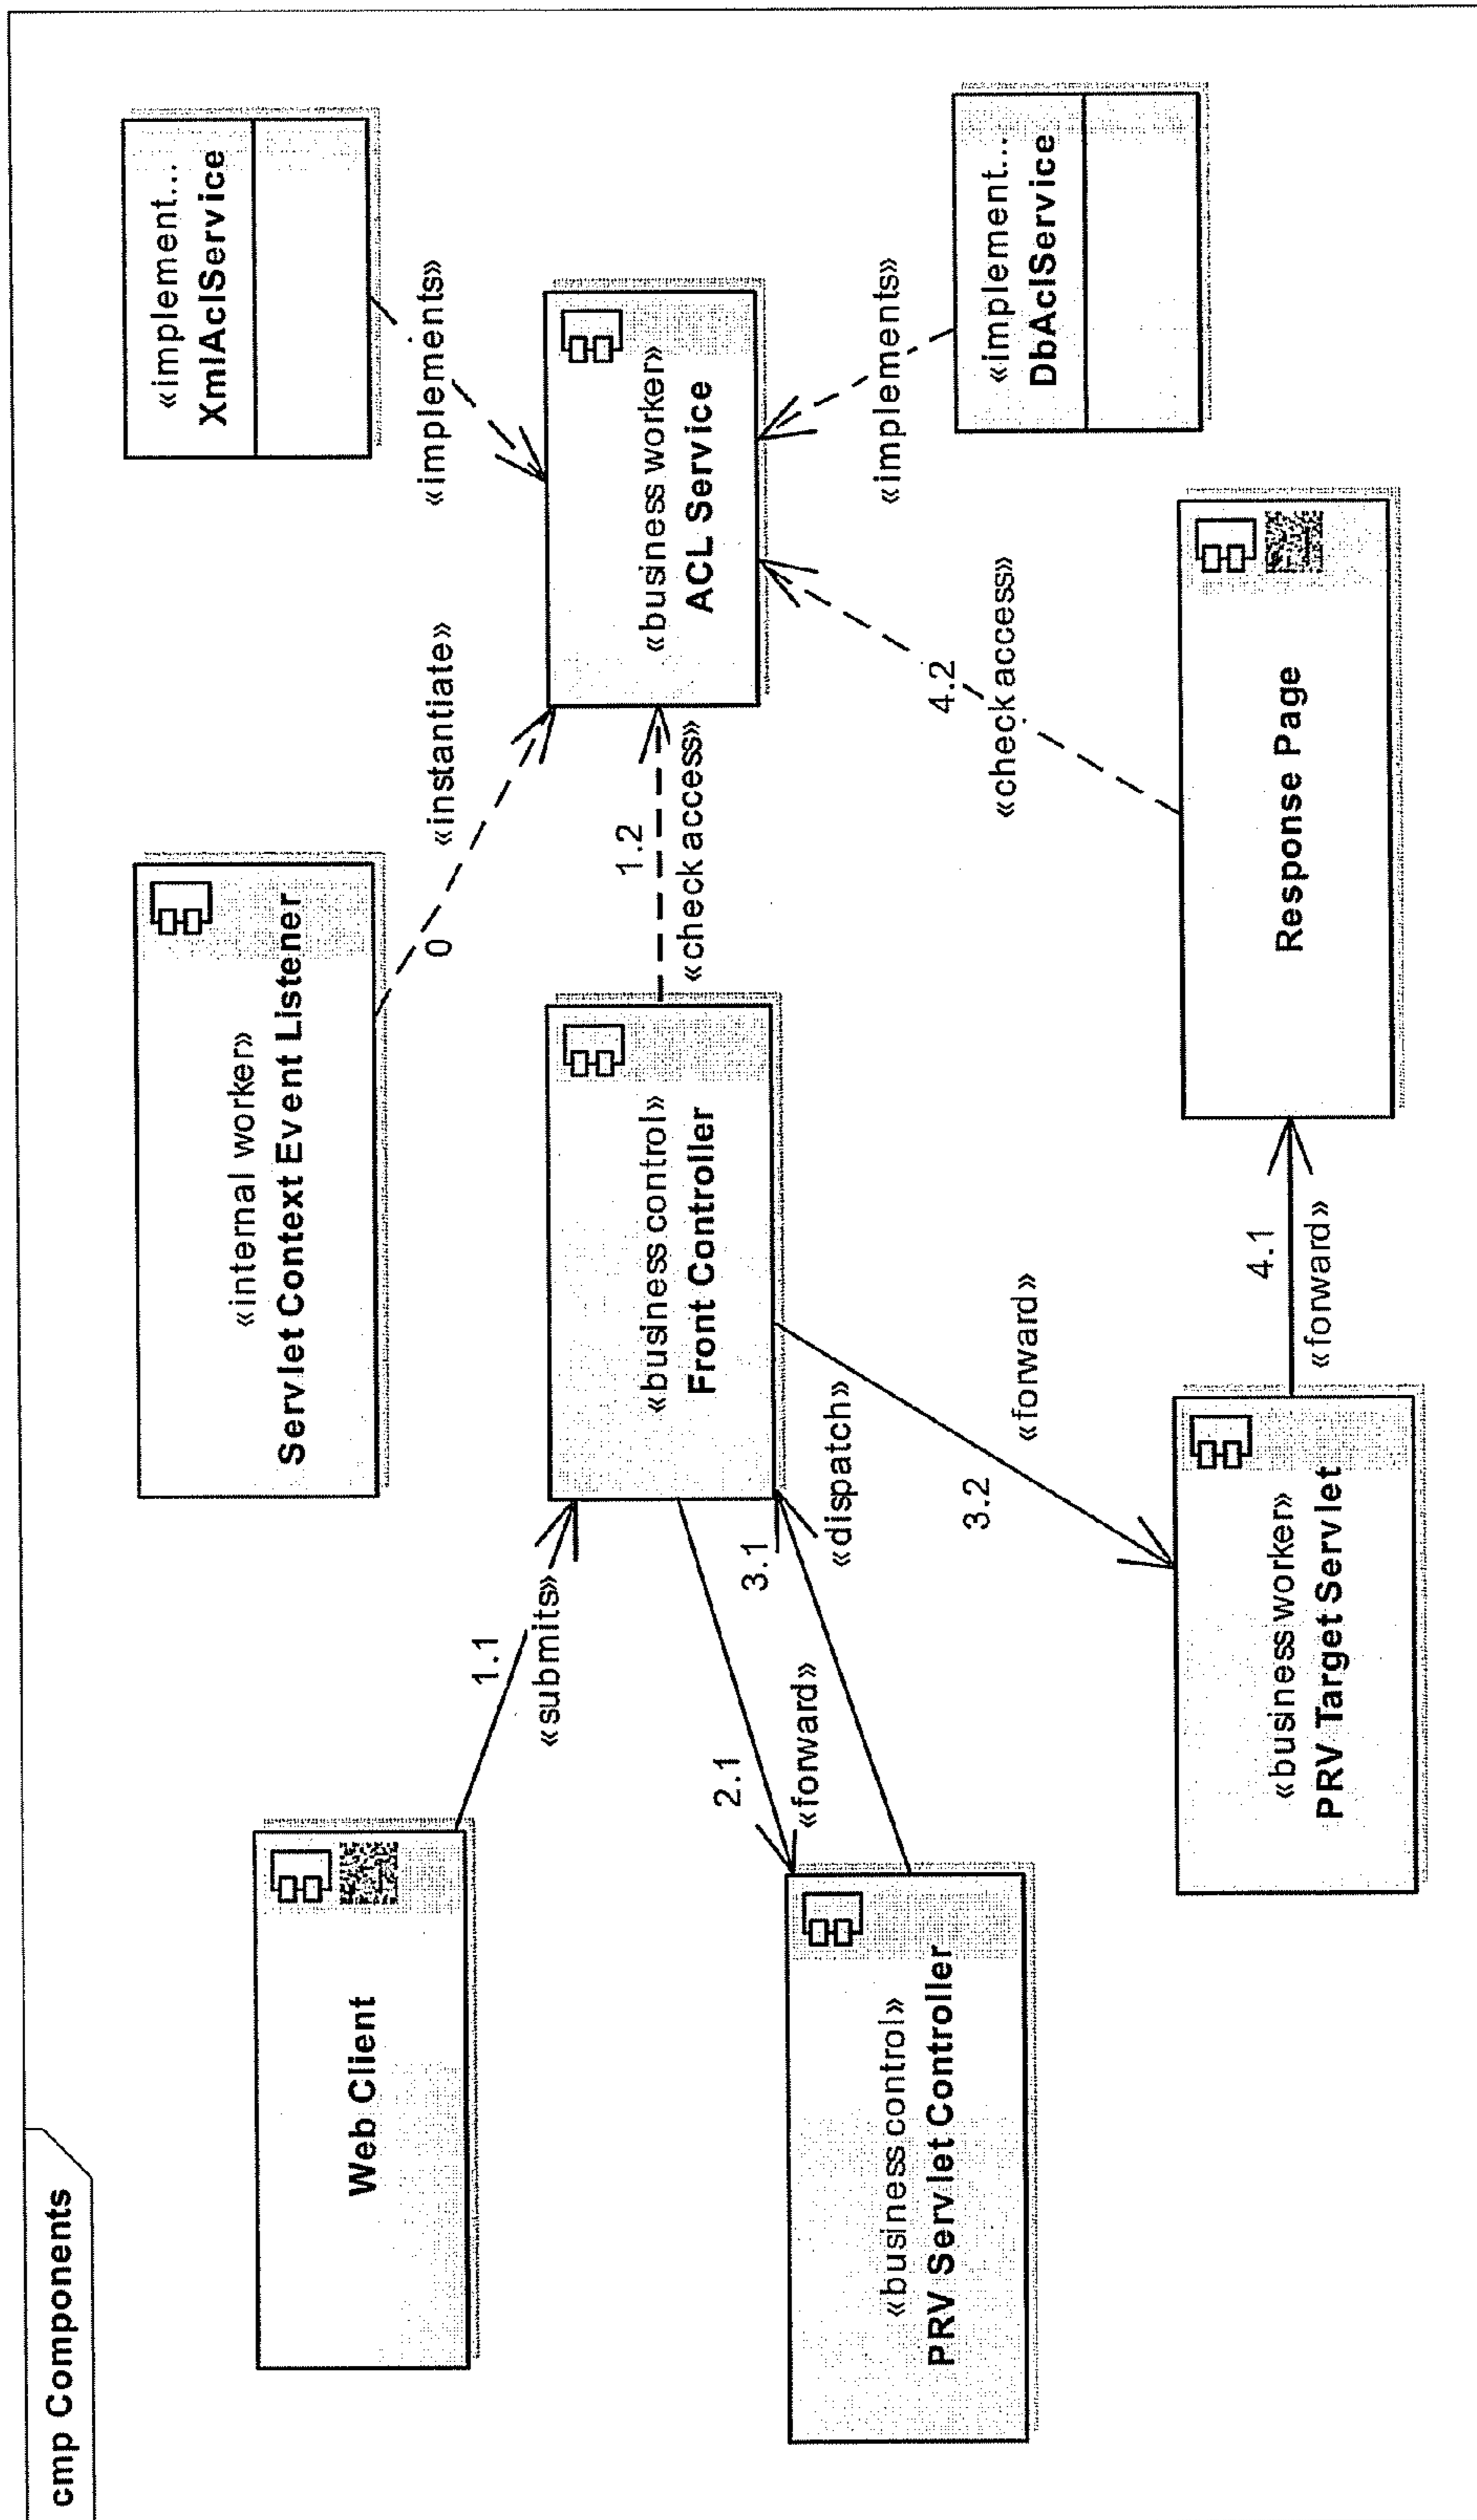 cmp Components
«implement...
XmlAclService
«internal worker»
Servlet Context Event Listener
0
«instantiate»
«implements»
Web Client
1.1
«submits»
«business control»
Front Controller
1.2
«check access»
«business worker»
ACL Service
2.1
«forward»
3.1
«dispatch»
«implements»
«implement...
DbAclService
«business control»
PRV Servlet Controller
3.2
«forward»
4.2
«check access»
«business worker»
PRV Target Servlet
4.1
«forward»
Response Page